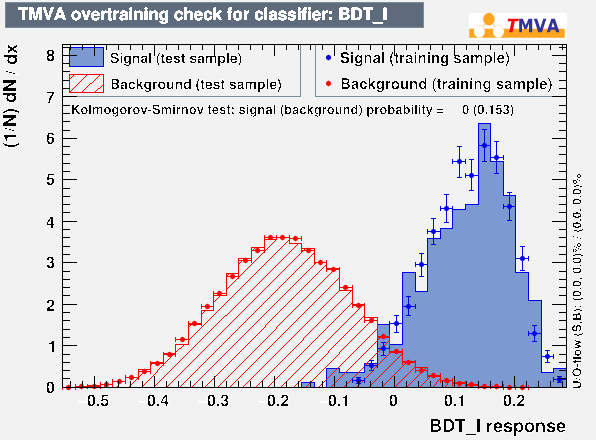 TMVA overtraining check for classifier: BDT_I
TMVA
Signal (test sample)
Background (test sample)
Signal (training sample)
Background (training sample)
Kolmogorov-Smirnov test: signal (background) probability = 0 (0.153)
(1/N) dN / dx
8
7
6
5
4
3
2
1
0
−0.5 −0.4 −0.3 −0.2 −0.1 0 0.1 0.2
BDT_I response
U/O-flow (S,B): (0.0, 0.0)% / (0.0, 0.0)%